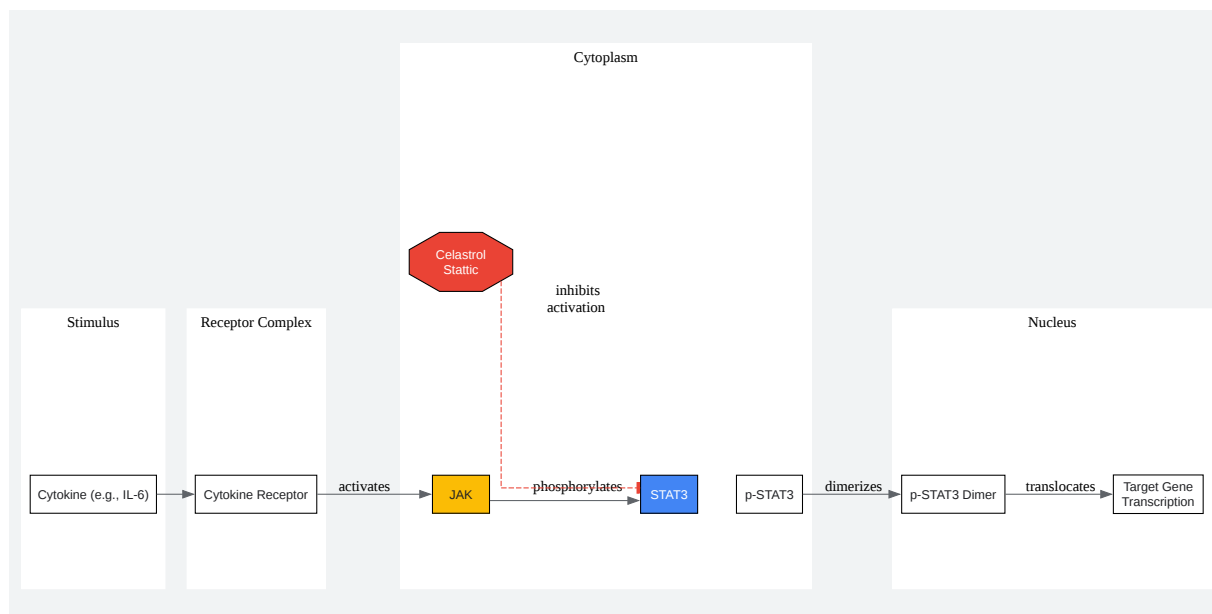 Cytoplasm
Celastrol
Stattic
inhibits
activation
Stimulus
Receptor Complex
Nucleus
Cytokine (e.g., IL-6)
Cytokine Receptor
activates
JAK
phosphorylates
STAT3
p-STAT3
dimerizes
p-STAT3 Dimer
translocates
Target Gene
Transcription